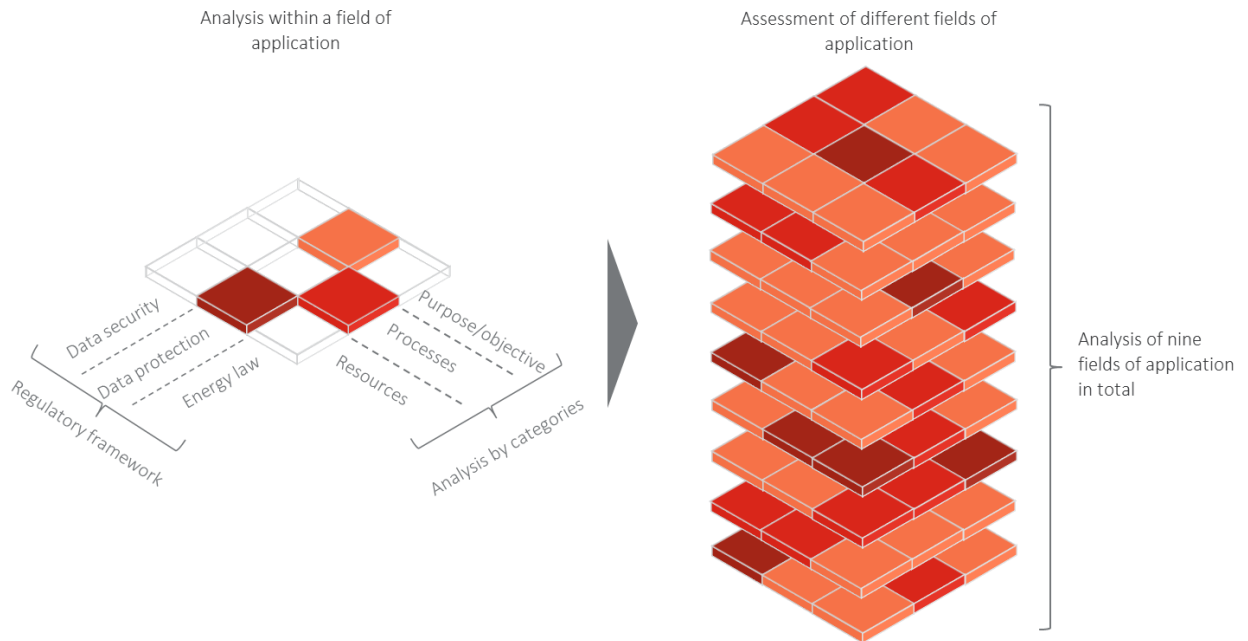 Analysis within a field of
application
Assessment of different fields of
application
Data security
Data protection
Energy law
Regulatory framework
Purpose/objective
Processes
Resources
Analysis by categories
Analysis of nine
fields of application
in total